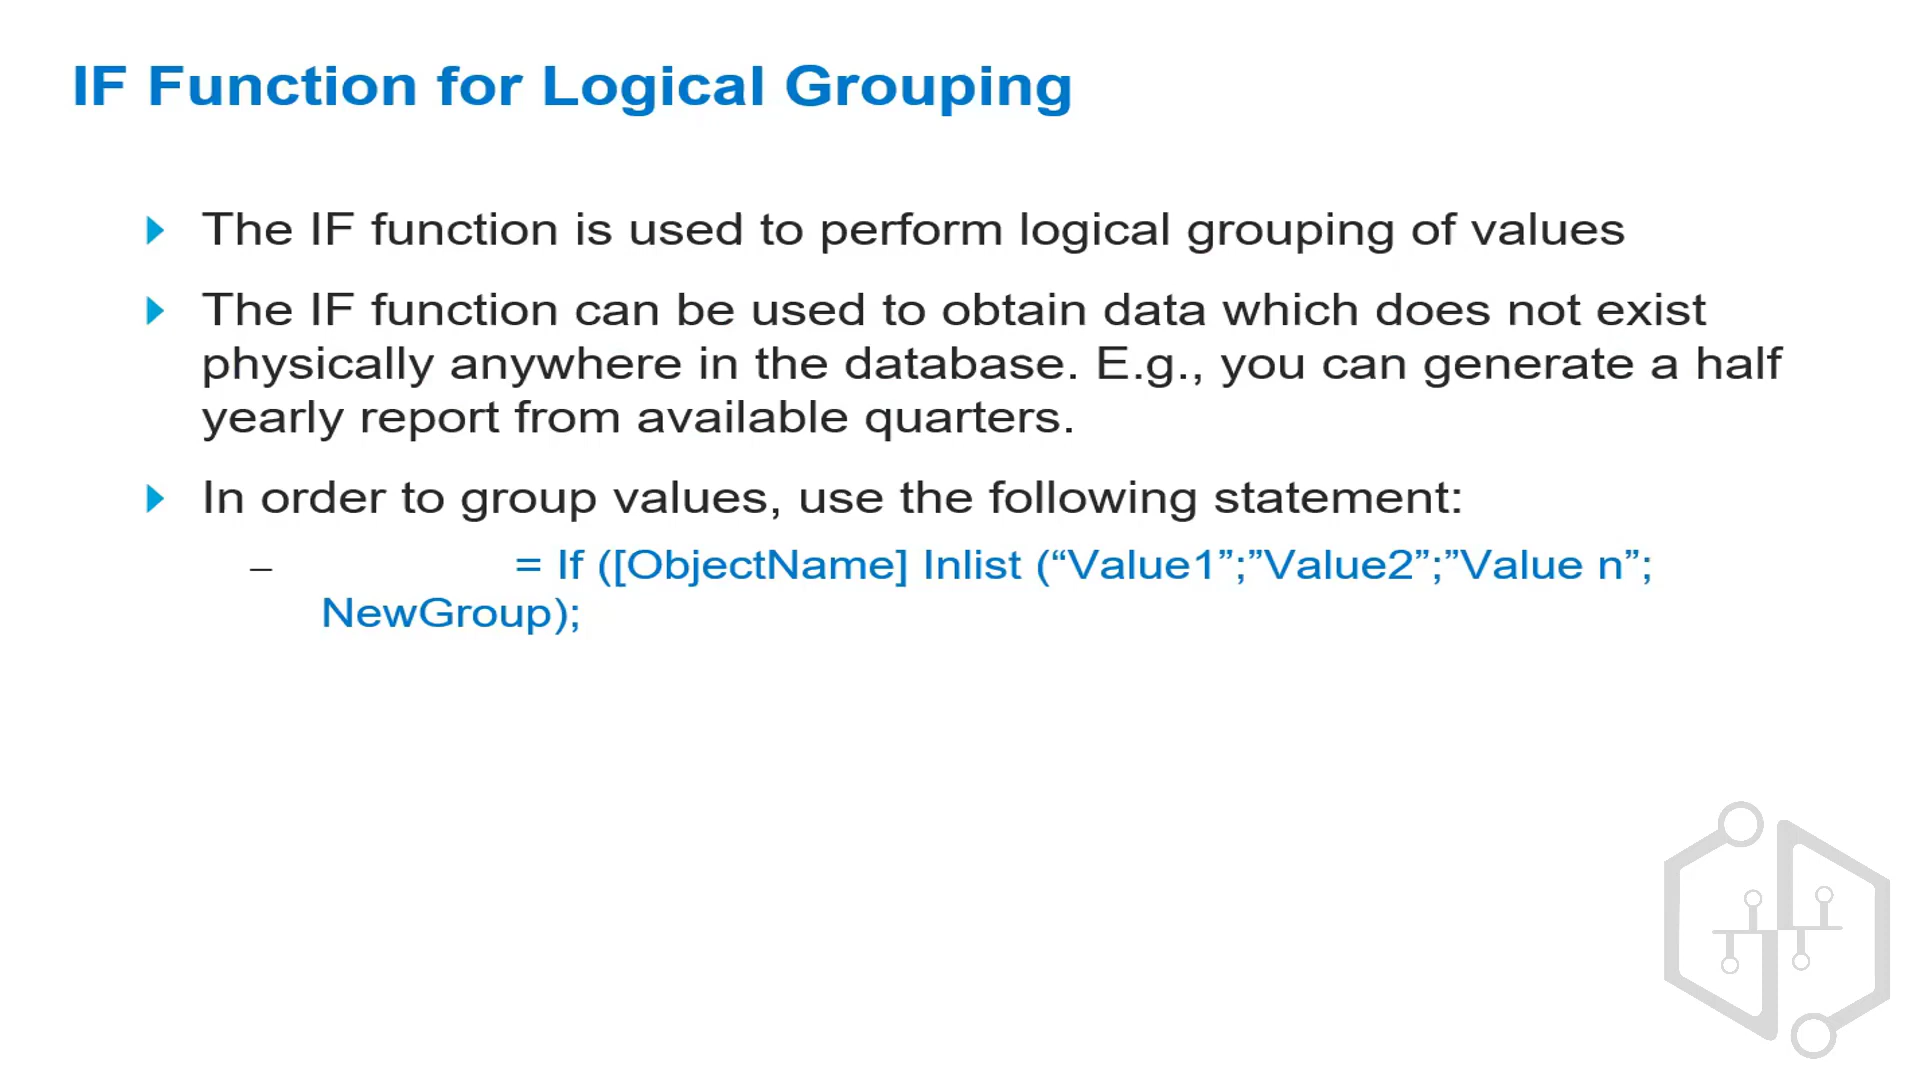 IF Function for Logical Grouping
The IF function is used to perform logical grouping of values
The IF function can be used to obtain data which does not exist
physically anywhere in the database. E.g., you can generate a half
yearly report from available quarters.
In order to group values, use the following statement:
– = If ([ObjectName] Inlist (“Value1”;”Value2”;”Value n”;
NewGroup);